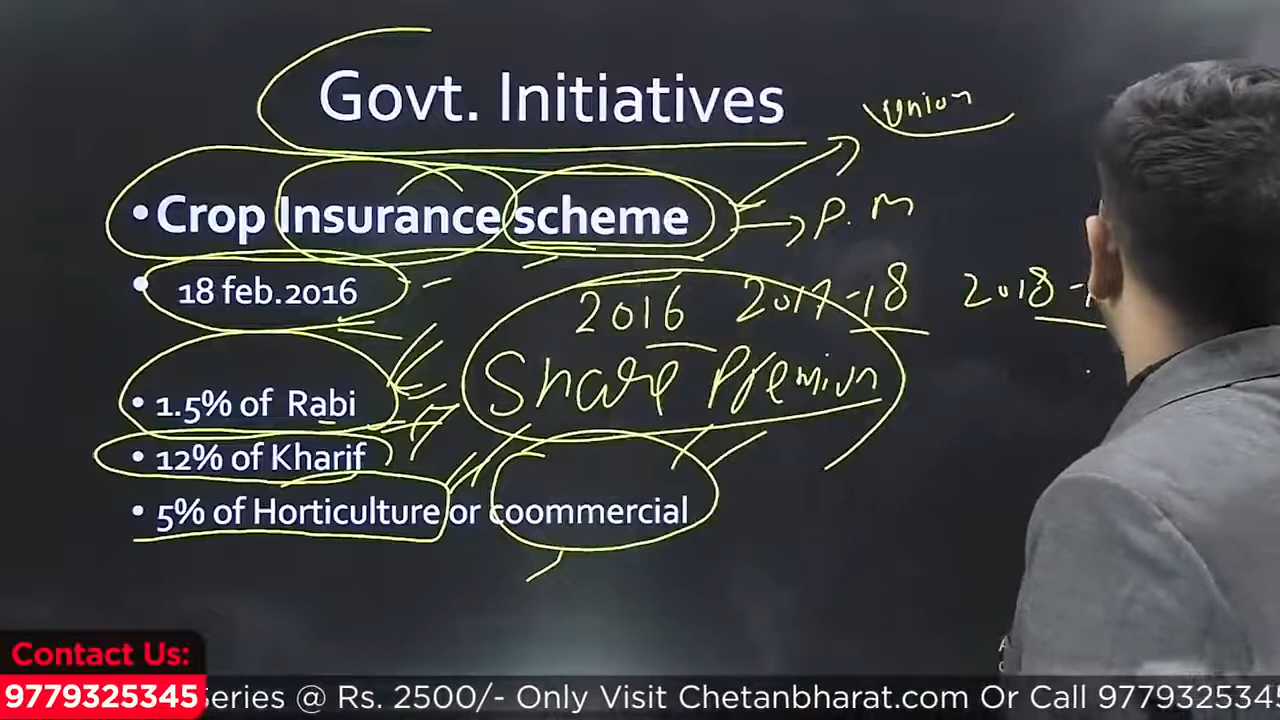 Govt. Initiatives
Union
• Crop Insurance scheme
P. M
• 18 feb.2016
2016 2017-18 2018-
Share Premium
• 1.5% of Rabi
• 12% of Kharif
• 5% of Horticulture or coommercial
Contact Us:
9779325345
Series @ Rs. 2500/- Only Visit Chetanbharat.com Or Call 9779325345